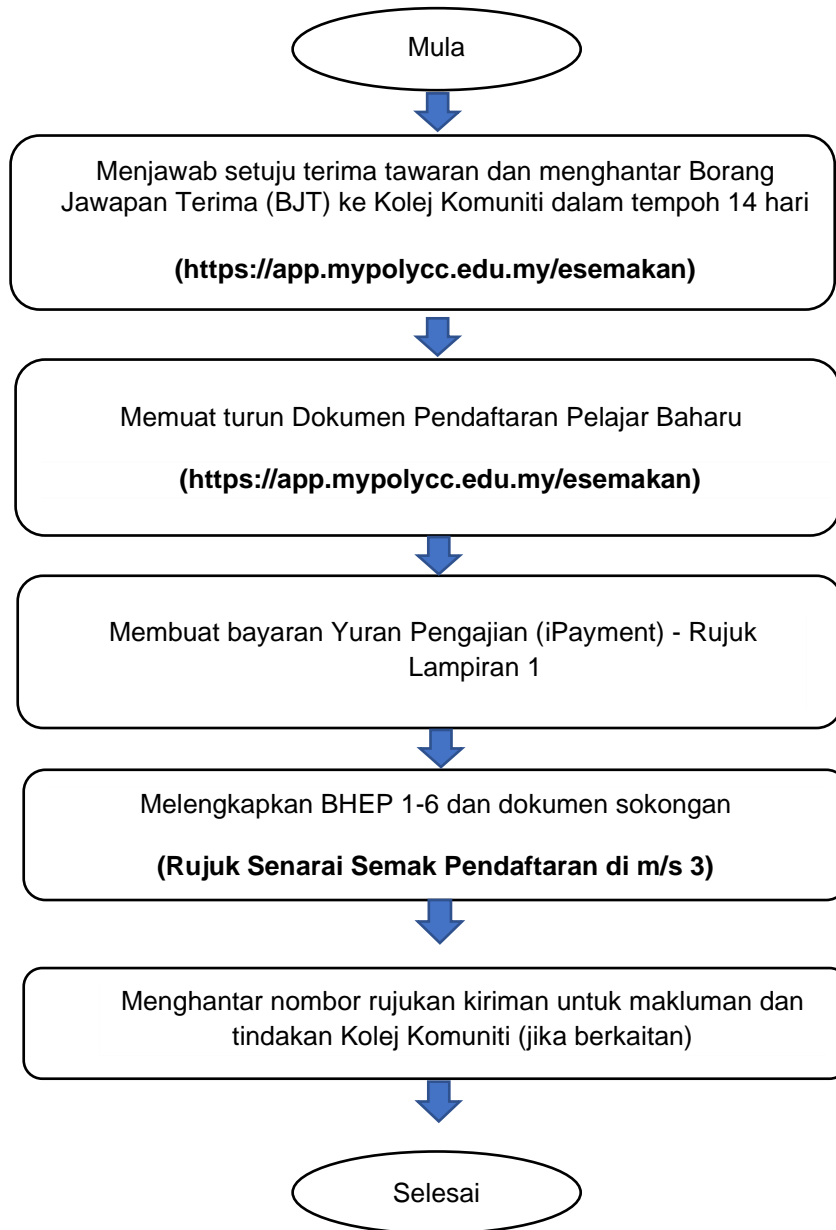 Mula
Menjawab setuju terima tawaran dan menghantar Borang
Jawapan Terima (BJT) ke Kolej Komuniti dalam tempoh 14 hari
(https://app.mypolycc.edu.my/esemakan)
Memuat turun Dokumen Pendaftaran Pelajar Baharu
(https://app.mypolycc.edu.my/esemakan)
Membuat bayaran Yuran Pengajian (iPayment) - Rujuk
Lampiran 1
Melengkapkan BHEP 1-6 dan dokumen sokongan
(Rujuk Senarai Semak Pendaftaran di m/s 3)
Menghantar nombor rujukan kiriman untuk makluman dan
tindakan Kolej Komuniti (jika berkaitan)
Selesai